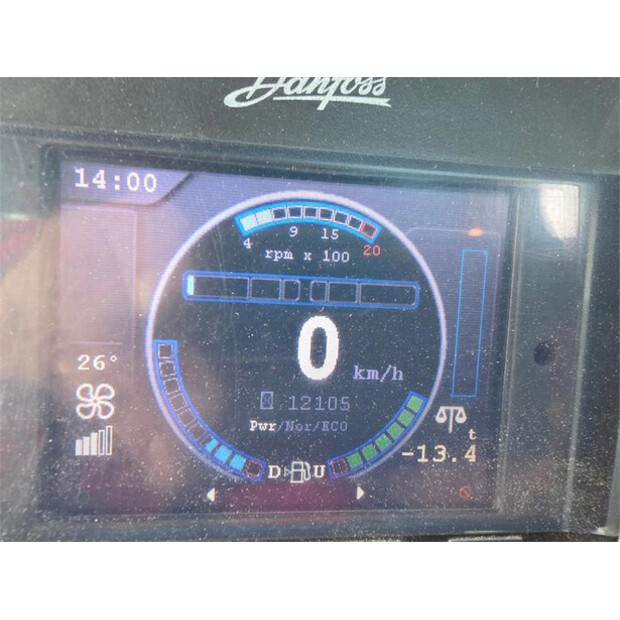 Danfoss
14:00
4 9 15 20
rpm x 100
0 km/h
26°
12105
Pwr/Nor/ECO
t
-13.4
D U